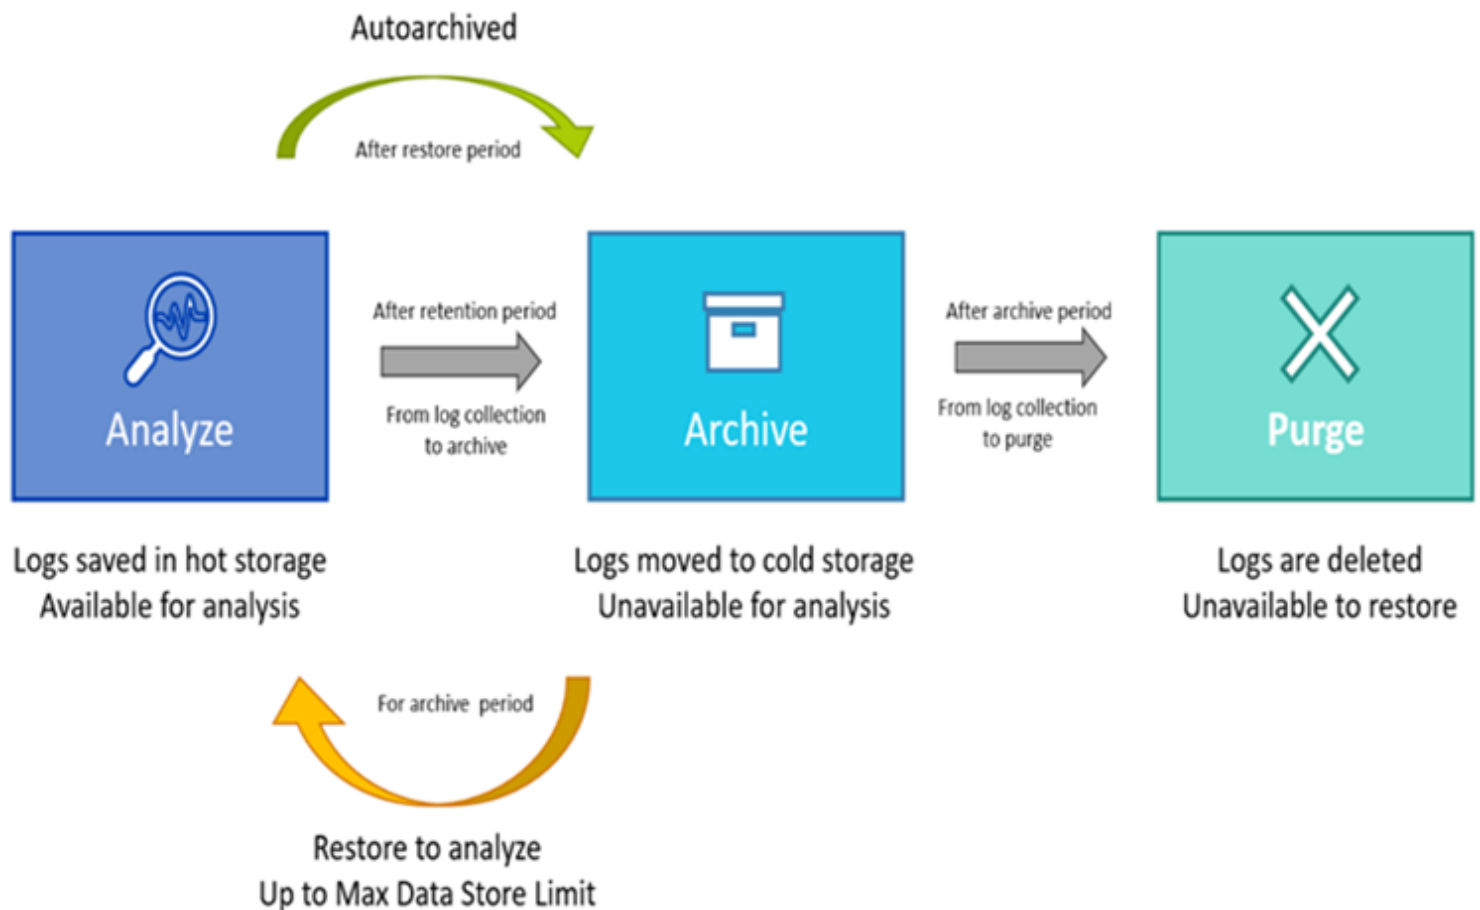 Autoarchived
After restore period
After retention period
From log collection
to archive
After archive period
From log collection
to purge
Analyze
Archive
Purge
Logs saved in hot storage
Available for analysis
Logs moved to cold storage
Unavailable for analysis
Logs are deleted
Unavailable to restore
For archive period
Restore to analyze
Up to Max Data Store Limit